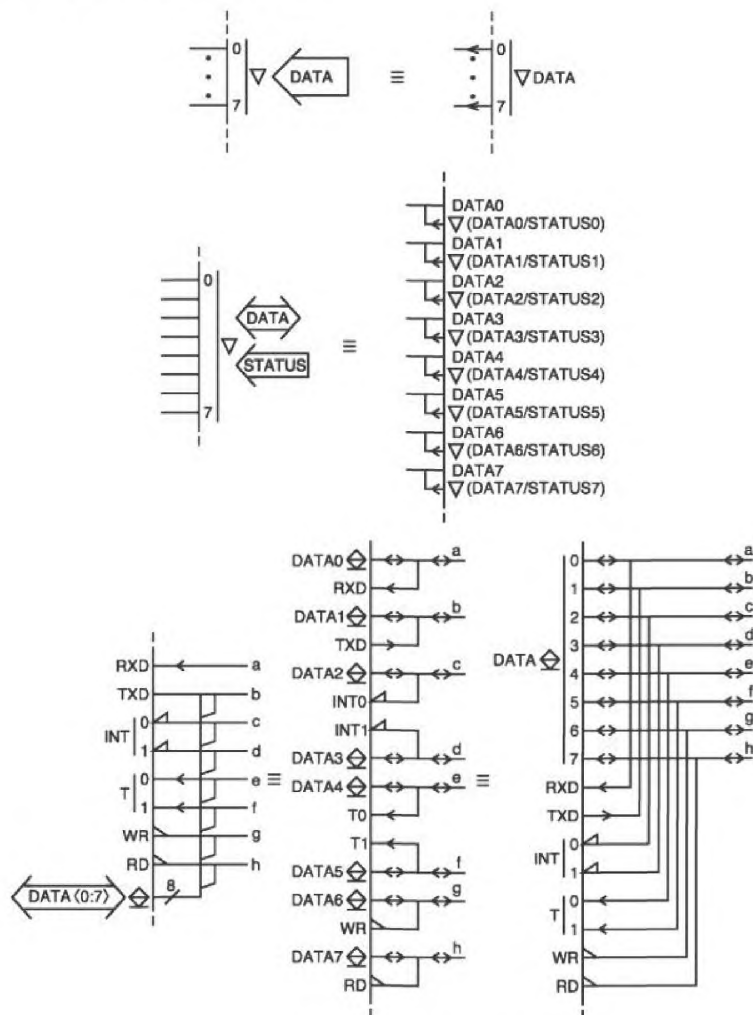 0
7
▽
DATA
≡
0
7
▽ DATA
0
7
▽
DATA
STATUS
≡
DATA0
▽ (DATA0/STATUS0)
DATA1
▽ (DATA1/STATUS1)
DATA2
▽ (DATA2/STATUS2)
DATA3
▽ (DATA3/STATUS3)
DATA4
▽ (DATA4/STATUS4)
DATA5
▽ (DATA5/STATUS5)
DATA6
▽ (DATA6/STATUS6)
DATA7
▽ (DATA7/STATUS7)
RXD a
TXD b
INT 0 c
1 d
T 0 e
1 f
WR g
RD h
DATA ⟨0:7⟩ 8
≡
DATA0 a
RXD
DATA1 b
TXD
DATA2 c
INT0
INT1
DATA3 d
DATA4 e
T0
T1
DATA5 f
DATA6 g
WR
DATA7 h
RD
≡
DATA
0 a
1 b
2 c
3 d
4 e
5 f
6 g
7 h
RXD
TXD
INT 0
1
T 0
1
WR
RD